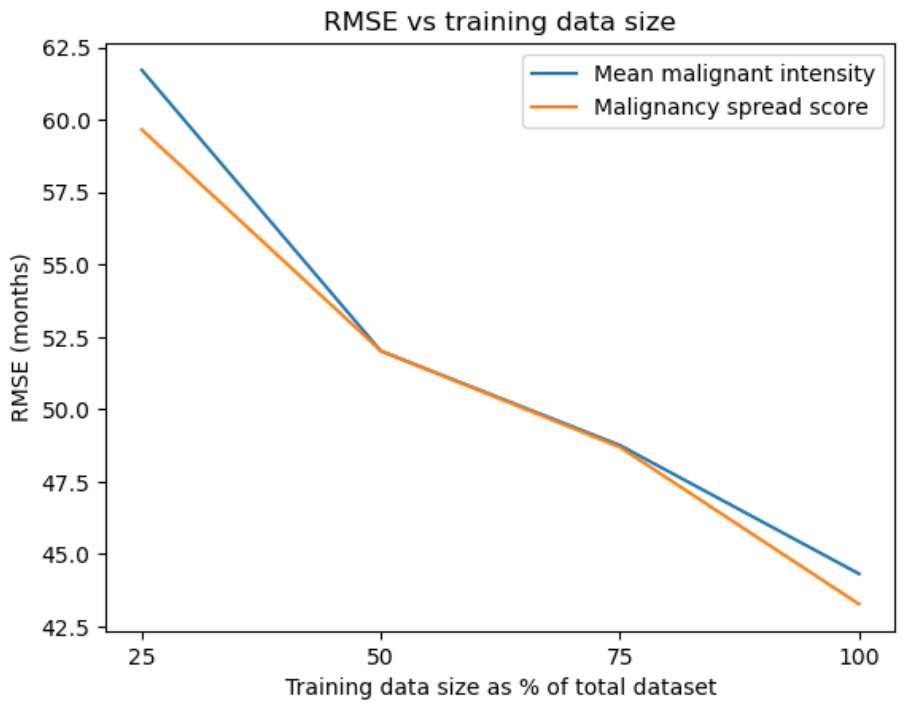 RMSE vs training data size
Mean malignant intensity
Malignancy spread score
RMSE (months)
62.5
60.0
57.5
55.0
52.5
50.0
47.5
45.0
42.5
25 50 75 100
Training data size as % of total dataset